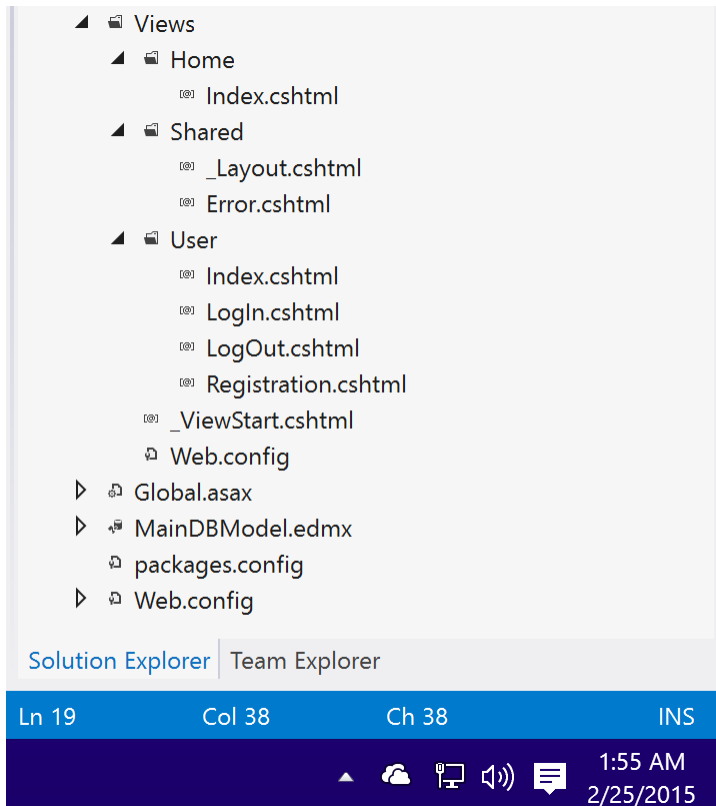 Views
Home
Index.cshtml
Shared
_Layout.cshtml
Error.cshtml
User
Index.cshtml
LogIn.cshtml
LogOut.cshtml
Registration.cshtml
_ViewStart.cshtml
Web.config
Global.asax
MainDBModel.edmx
packages.config
Web.config
Solution Explorer Team Explorer
Ln 19 Col 38 Ch 38 INS
1:55 AM
2/25/2015